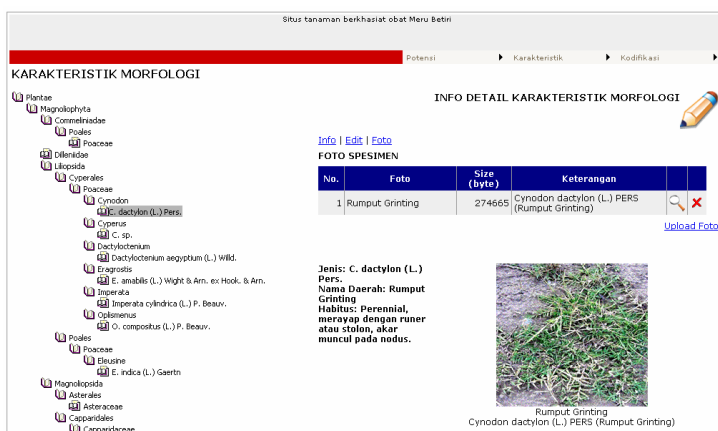 Situs tanaman berkhasiat obat Meru Betiri
Potensi
Karakteristik
Kodifikasi
KARAKTERISTIK MORFOLOGI
Plantae
Magnoliophyta
Commeliniadae
Poales
Poaceae
Dilleniidae
Liliopsida
Cyperales
Poaceae
Cynodon
C. dactylon (L.) Pers.
Cyperus
C. sp.
Dactyloctenium
Dactyloctenium aegyptium (L.) Willd.
Eragrostis
E. amabilis (L.) Wight & Arn. ex Hook. & Arn.
Imperata
Imperata cylindrica (L.) P. Beauv.
Oplismenus
O. compositus (L.) P. Beauv.
Poales
Poaceae
Eleusine
E. indica (L.) Gaertn
Magnoliopsida
Asterales
Asteraceae
Capparidales
Capparidaceae
INFO DETAIL KARAKTERISTIK MORFOLOGI
Info | Edit | Foto
FOTO SPESIMEN
No. Foto Size (byte) Keterangan
1 Rumput Grinting 274665 Cynodon dactylon (L.) PERS
(Rumput Grinting)
Upload Foto
Jenis: C. dactylon (L.)
Pers.
Nama Daerah: Rumput
Grinting
Habitus: Perennial,
merayap dengan runer
atau stolon, akar
muncul pada nodus.
Rumput Grinting
Cynodon dactylon (L.) PERS (Rumput Grinting)